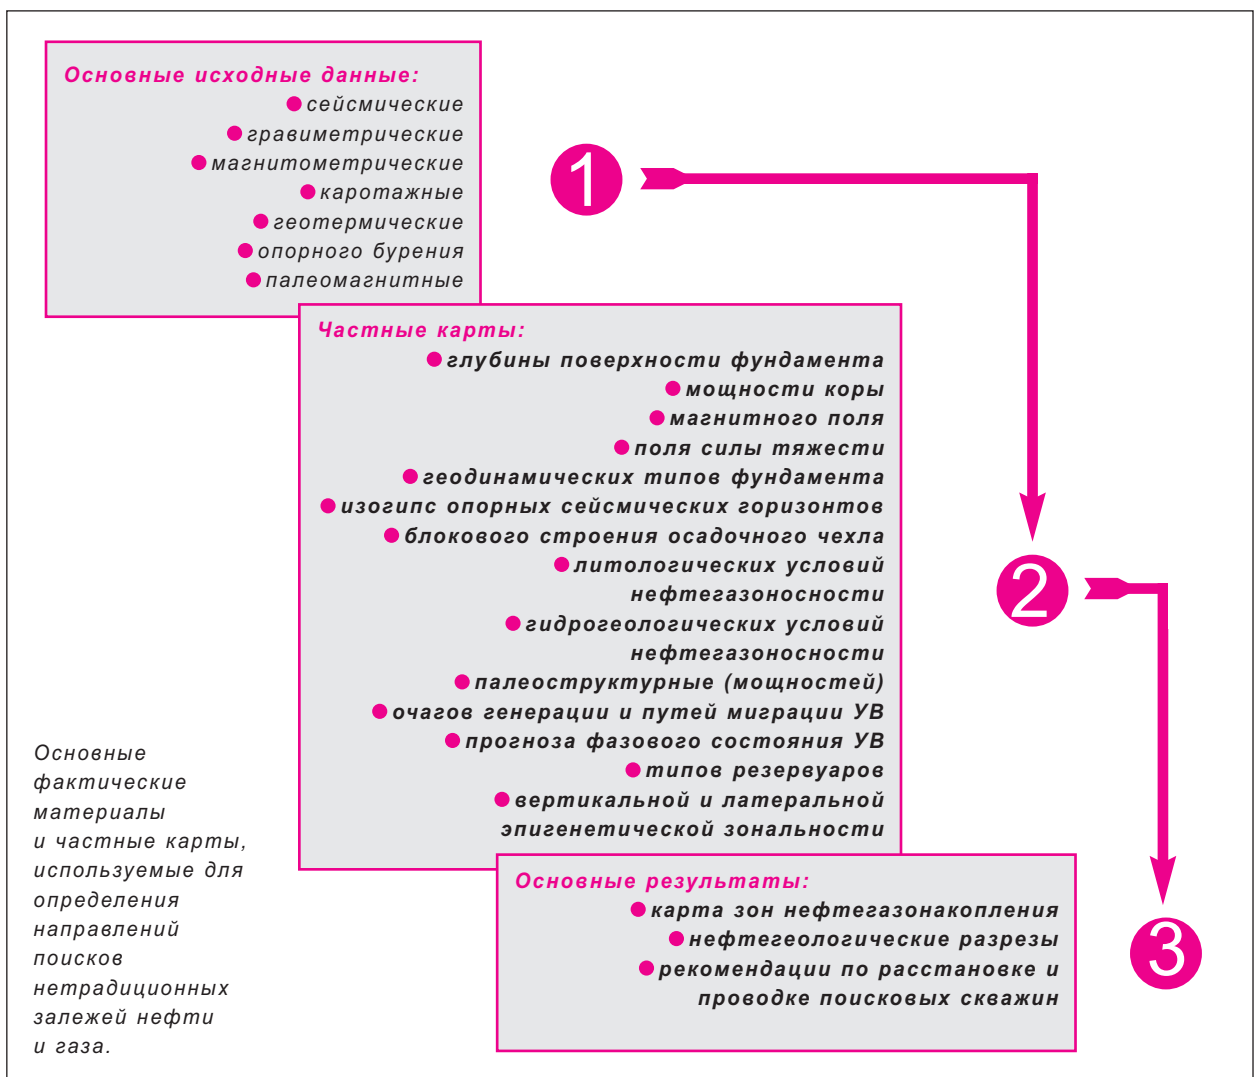 Основные исходные данные:
сейсмические
гравиметрические
магнитометрические
каротажные
геотермические
опорного бурения
палеомагнитные
1
Частные карты:
глубины поверхности фундамента
мощности коры
магнитного поля
поля силы тяжести
геодинамических типов фундамента
изогипс опорных сейсмических горизонтов
блокового строения осадочного чехла
литологических условий
нефтегазоносности
гидрогеологических условий
нефтегазоносности
палеоструктурные (мощностей)
очагов генерации и путей миграции УВ
прогноза фазового состояния УВ
типов резервуаров
вертикальной и латеральной
эпигенетической зональности
2
Основные результаты:
карта зон нефтегазонакопления
нефтегеологические разрезы
рекомендации по расстановке и
проводке поисковых скважин
3
Основные
фактические
материалы
и частные карты,
используемые для
определения
направлений
поисков
нетрадиционных
залежей нефти
и газа.